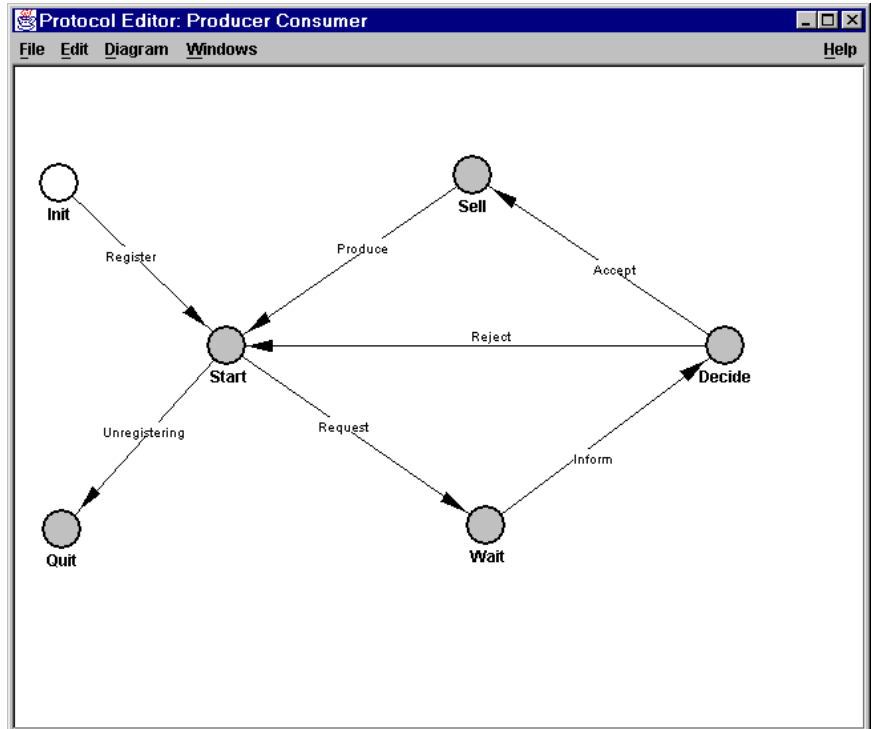 Protocol Editor: Producer Consumer
File Edit Diagram Windows Help
Init
Sell
Register
Produce
Accept
Reject
Start
Decide
Unregistering
Request
Inform
Quit
Wait